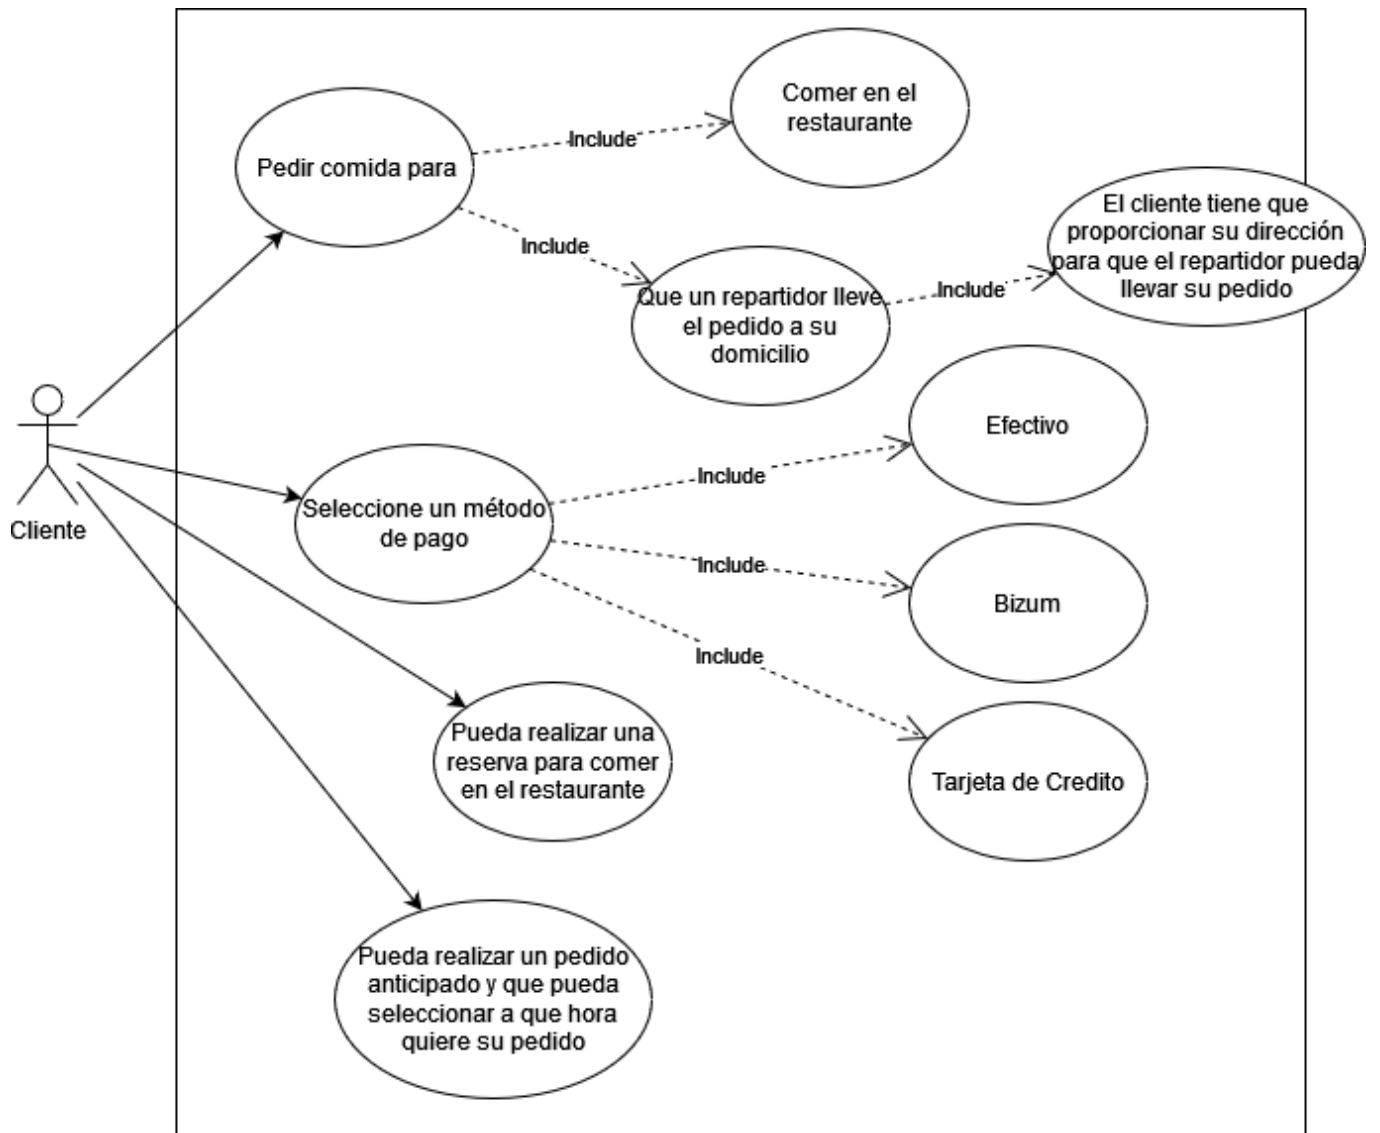 Comer en el
restaurante
Include
Pedir comida para
El cliente tiene que
proporcionar su dirección
para que el repartidor pueda
llevar su pedido
Include
Include
Que un repartidor lleve
el pedido a su
domicilio
Efectivo
Include
Seleccione un método
de pago
Cliente
Include
Bizum
Include
Pueda realizar una
reserva para comer
en el restaurante
Tarjeta de Credito
Pueda realizar un pedido
anticipado y que pueda
seleccionar a que hora
quiere su pedido